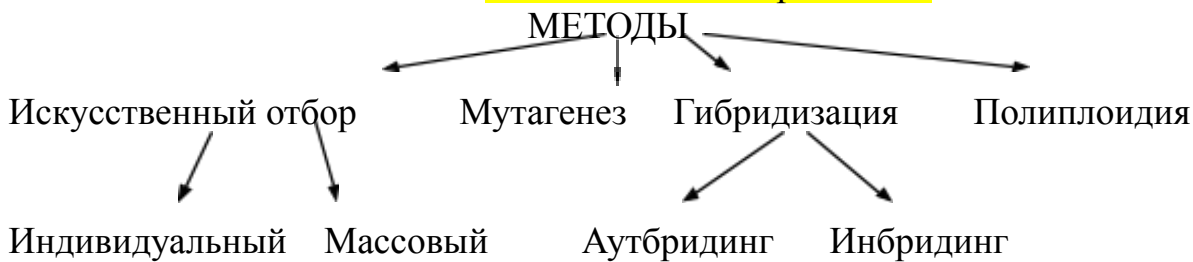 МЕТОДЫ
Искусственный отбор Мутагенез Гибридизация Полиплоидия
Индивидуальный Массовый Аутбридинг Инбридинг